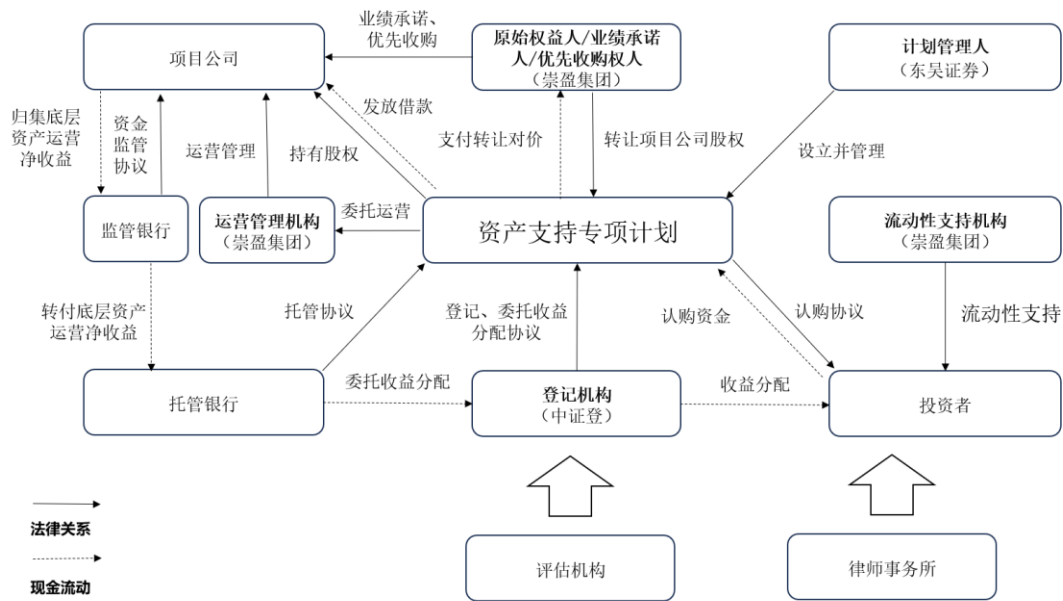 业绩承诺、
优先收购
项目公司
原始权益人/业绩承诺
人/优先收购权人
（崇盈集团）
计划管理人
（东吴证券）
归集底层
资产运营
净收益
资金
监管
协议
运营管理
发放借款
持有股权
支付转让对价
转让项目公司股权
设立并管理
监管银行
运营管理机构
（崇盈集团）
委托运营
资产支持专项计划
流动性支持机构
（崇盈集团）
转付底层资产
运营净收益
托管协议
登记、委托收益
分配协议
认购资金
认购协议
流动性支持
托管银行
委托收益分配
登记机构
（中证登）
收益分配
投资者
法律关系
现金流动
评估机构
律师事务所